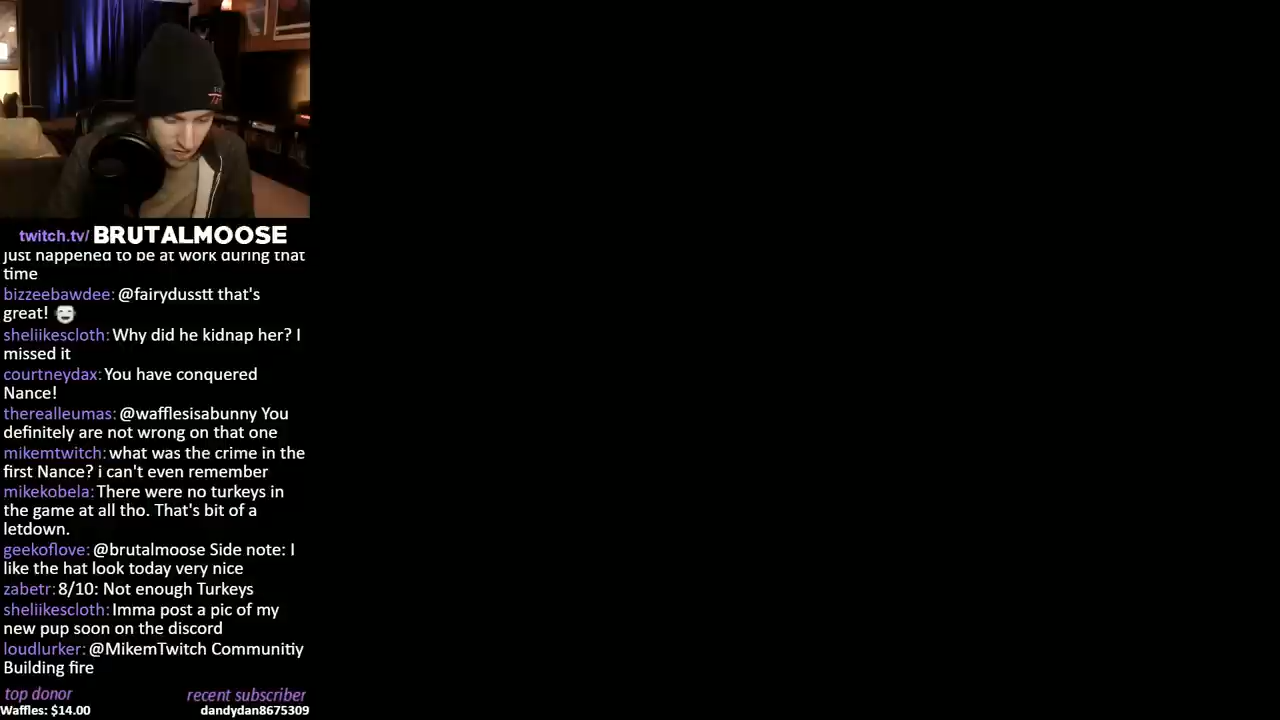 twitch.tv/ BRUTALMOOSE
just happened to be at work during that
time
bizzeebawdee: @fairydusstt that's
great!
sheliikescloth: Why did he kidnap her? I
missed it
courtneydax: You have conquered
Nance!
therealleumas: @wafflesisabunny You
definitely are not wrong on that one
mikemtwitch: what was the crime in the
first Nance? i can't even remember
mikekobela: There were no turkeys in
the game at all tho. That's bit of a
letdown.
geekoflove: @brutalmoose Side note: I
like the hat look today very nice
zabetr: 8/10: Not enough Turkeys
sheliikescloth: Imma post a pic of my
new pup soon on the discord
loudlurker: @MikemTwitch Communitiy
Building fire
top donor recent subscriber
Waffles: $14.00 dandydan8675309